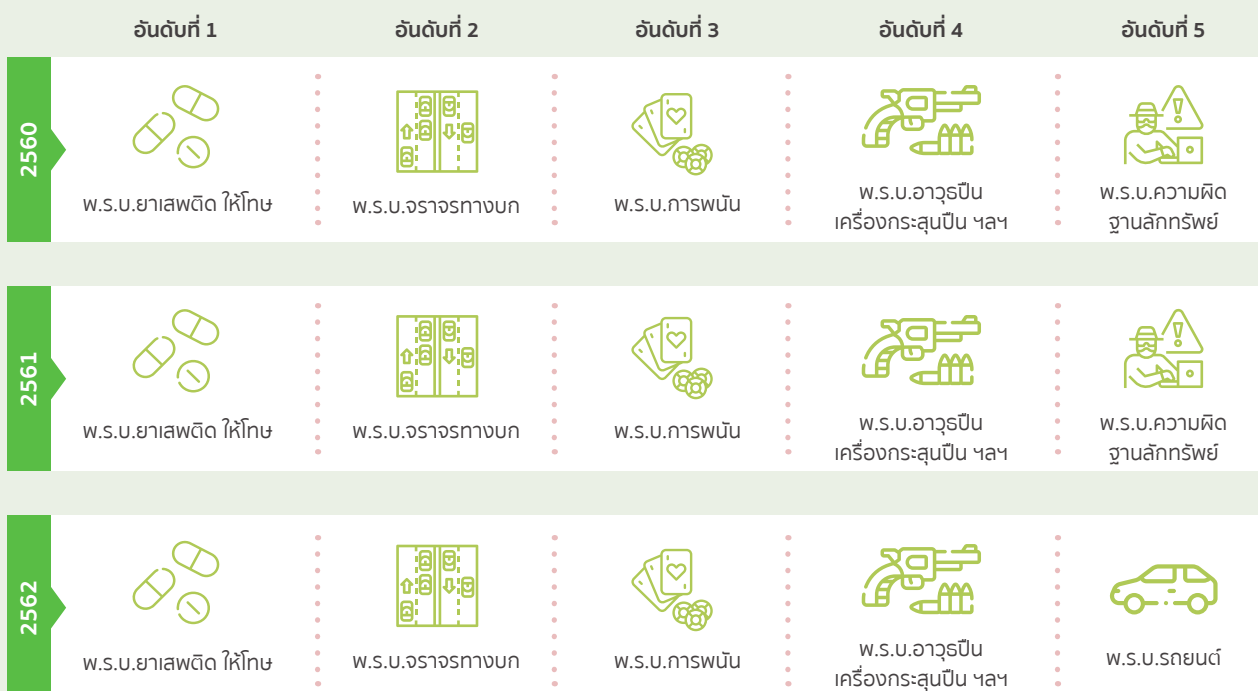 อันดับที่ 1 อันดับที่ 2 อันดับที่ 3 อันดับที่ 4 อันดับที่ 5
2560
พ.ร.บ.ยาเสพติด ให้โทษ
พ.ร.บ.จราจรทางบก
พ.ร.บ.การพนัน
พ.ร.บ.อาวุธปืน
เครื่องกระสุนปืน ฯลฯ
พ.ร.บ.ความผิด
ฐานลักทรัพย์
2561
พ.ร.บ.ยาเสพติด ให้โทษ
พ.ร.บ.จราจรทางบก
พ.ร.บ.การพนัน
พ.ร.บ.อาวุธปืน
เครื่องกระสุนปืน ฯลฯ
พ.ร.บ.ความผิด
ฐานลักทรัพย์
2562
พ.ร.บ.ยาเสพติด ให้โทษ
พ.ร.บ.จราจรทางบก
พ.ร.บ.การพนัน
พ.ร.บ.อาวุธปืน
เครื่องกระสุนปืน ฯลฯ
พ.ร.บ.รถยนต์